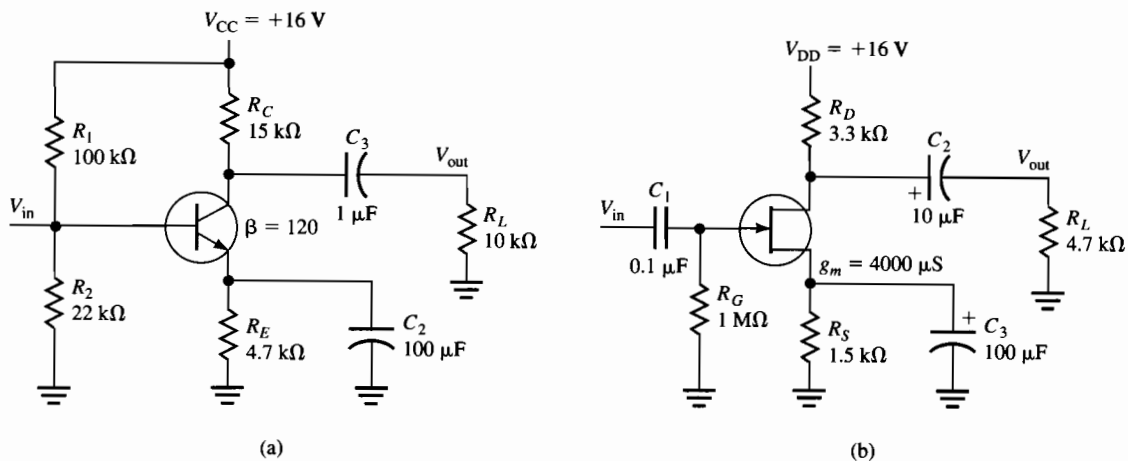 V_CC = +16 V
R_C
15 kΩ
R_1
100 kΩ
C_3
1 µF
V_out
V_in
β = 120
R_L
10 kΩ
R_2
22 kΩ
R_E
4.7 kΩ
C_2
100 µF
(a)
V_DD = +16 V
R_D
3.3 kΩ
C_2
+
10 µF
V_out
C_1
V_in
0.1 µF
R_L
4.7 kΩ
g_m = 4000 µS
R_G
1 MΩ
R_S
1.5 kΩ
+
C_3
100 µF
(b)